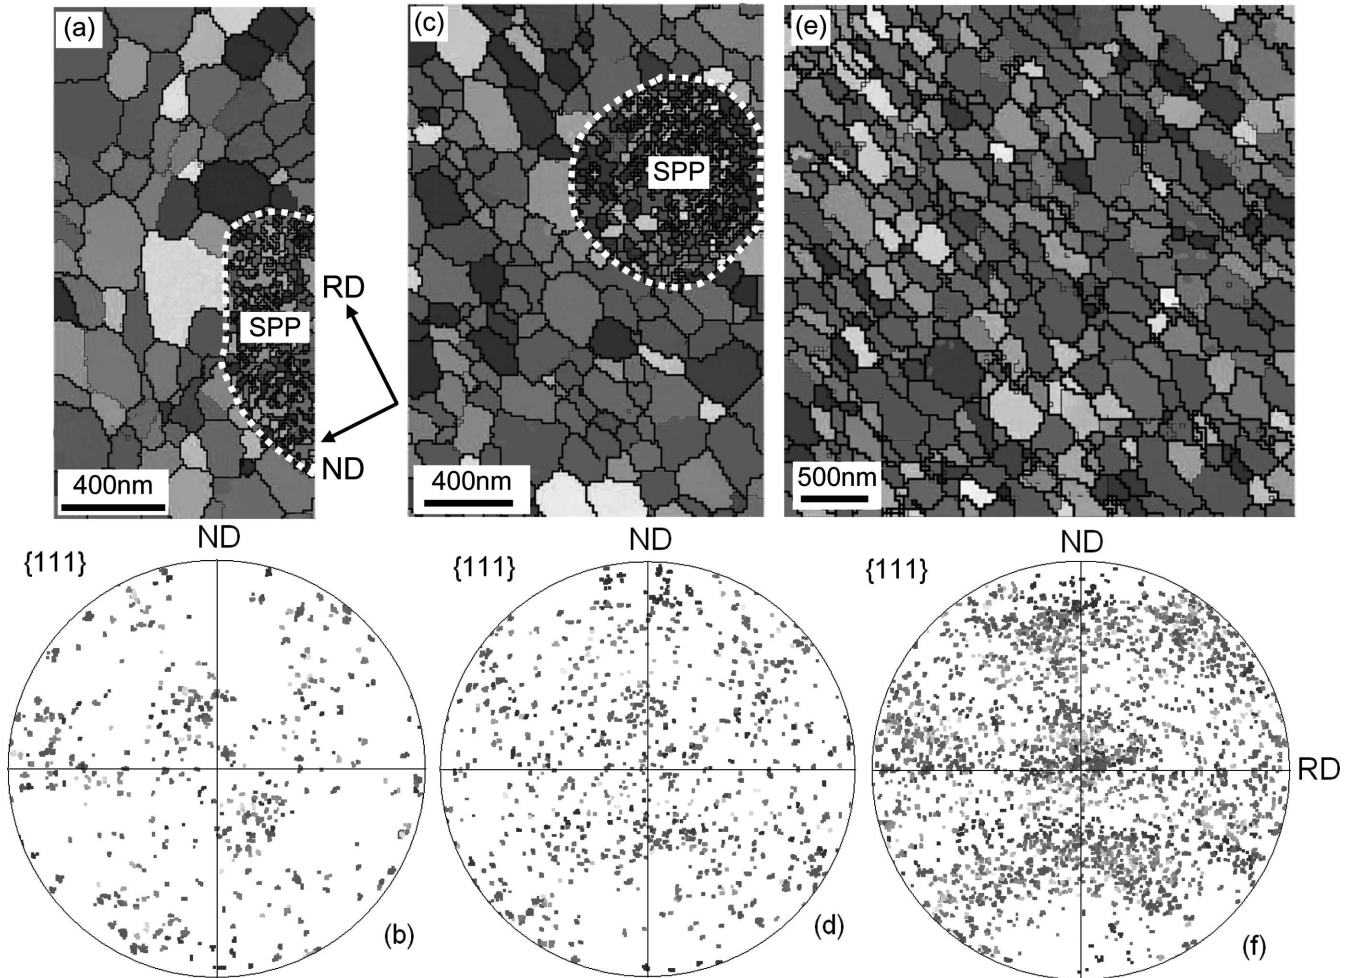 (a)
(c)
(e)
SPP
SPP
RD
ND
400nm
400nm
500nm
ND
ND
ND
{111}
{111}
{111}
RD
(b)
(d)
(f)